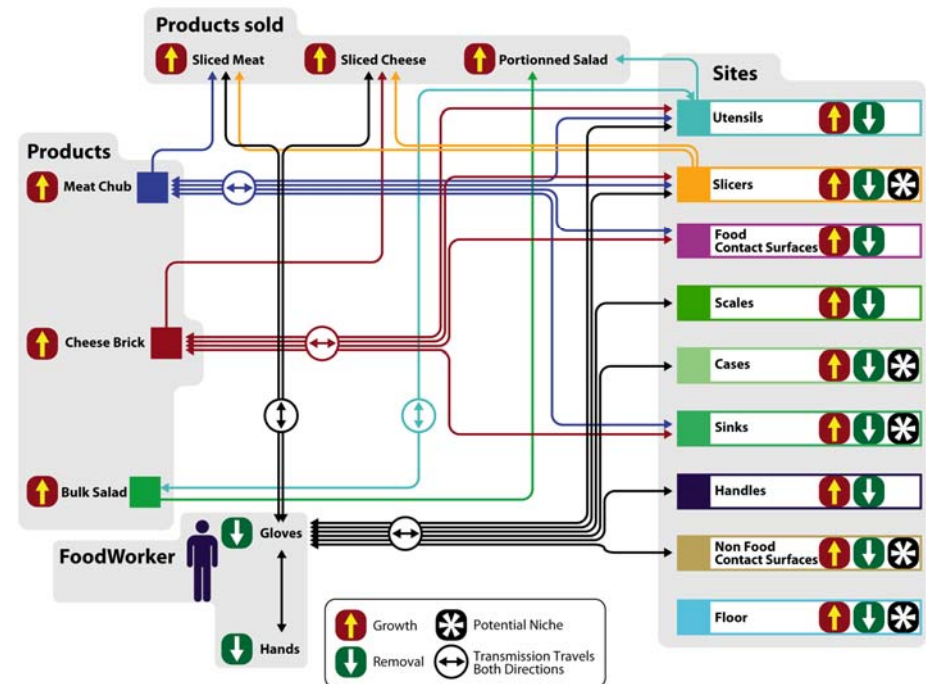 Products sold
Sliced Meat
Sliced Cheese
Portionned Salad
Sites
Utensils
Slicers
Food
Contact Surfaces
Scales
Cases
Sinks
Handles
Non Food
Contact Surfaces
Floor
Products
Meat Chub
Cheese Brick
Bulk Salad
FoodWorker
Gloves
Hands
Growth
Potential Niche
Removal
Transmission Travels
Both Directions